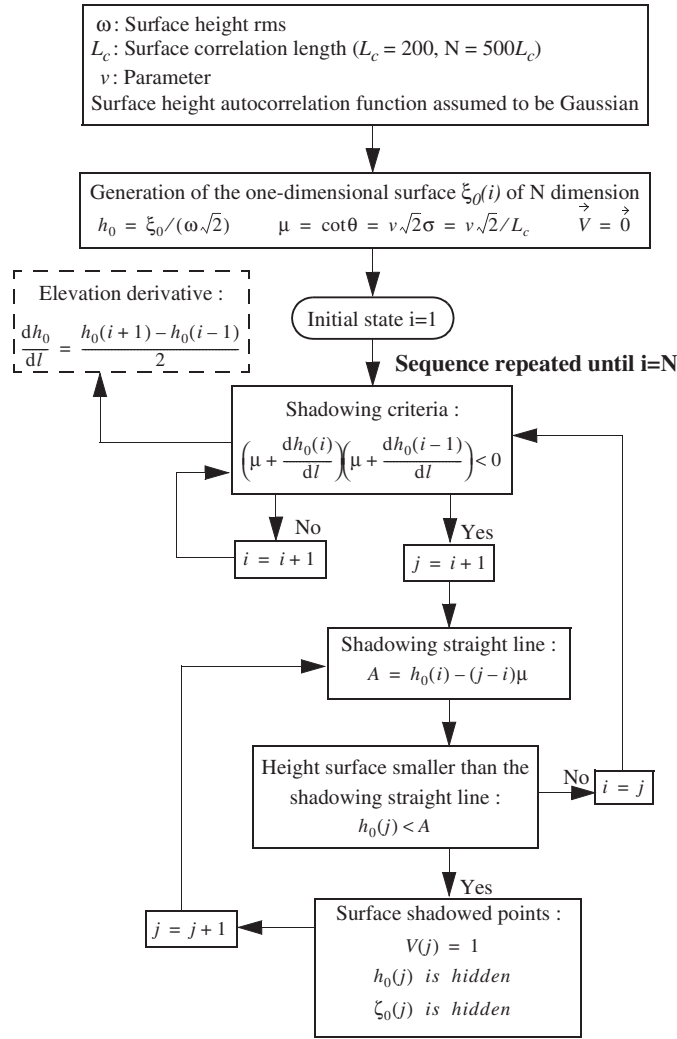 ω: Surface height rms
L_c: Surface correlation length (L_c = 200, N = 500L_c)
v: Parameter
Surface height autocorrelation function assumed to be Gaussian
Generation of the one-dimensional surface ξ_0(i) of N dimension
h_0 = ξ_0/(ω√2) μ = cotθ = v√2σ = v√2/L_c V⃗ = 0⃗
Elevation derivative :
dh_0/dl = (h_0(i+1) – h_0(i–1))/2
Initial state i=1
Sequence repeated until i=N
Shadowing criteria :
(μ + dh_0(i)/dl)(μ + dh_0(i–1)/dl) < 0
No
Yes
i = i+1
j = i+1
Shadowing straight line :
A = h_0(i) – (j – i)μ
Height surface smaller than the
shadowing straight line :
h_0(j) < A
No
i = j
Yes
Surface shadowed points :
V(j) = 1
h_0(j) is hidden
ζ_0(j) is hidden
j = j+1